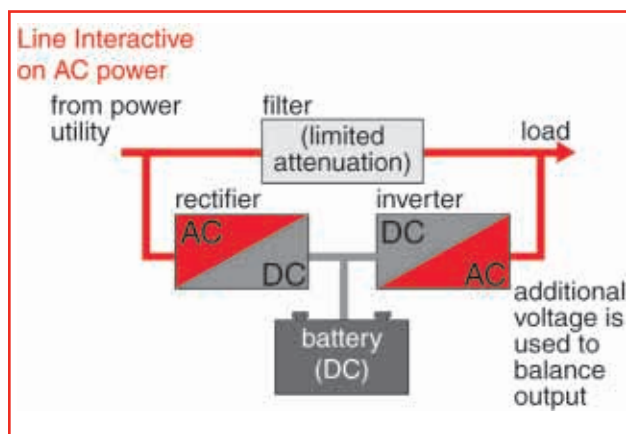 Line Interactive
on AC power
from power
utility
filter
(limited
attenuation)
load
rectifier
inverter
AC
DC
DC
AC
battery
(DC)
additional
voltage is
used to
balance
output